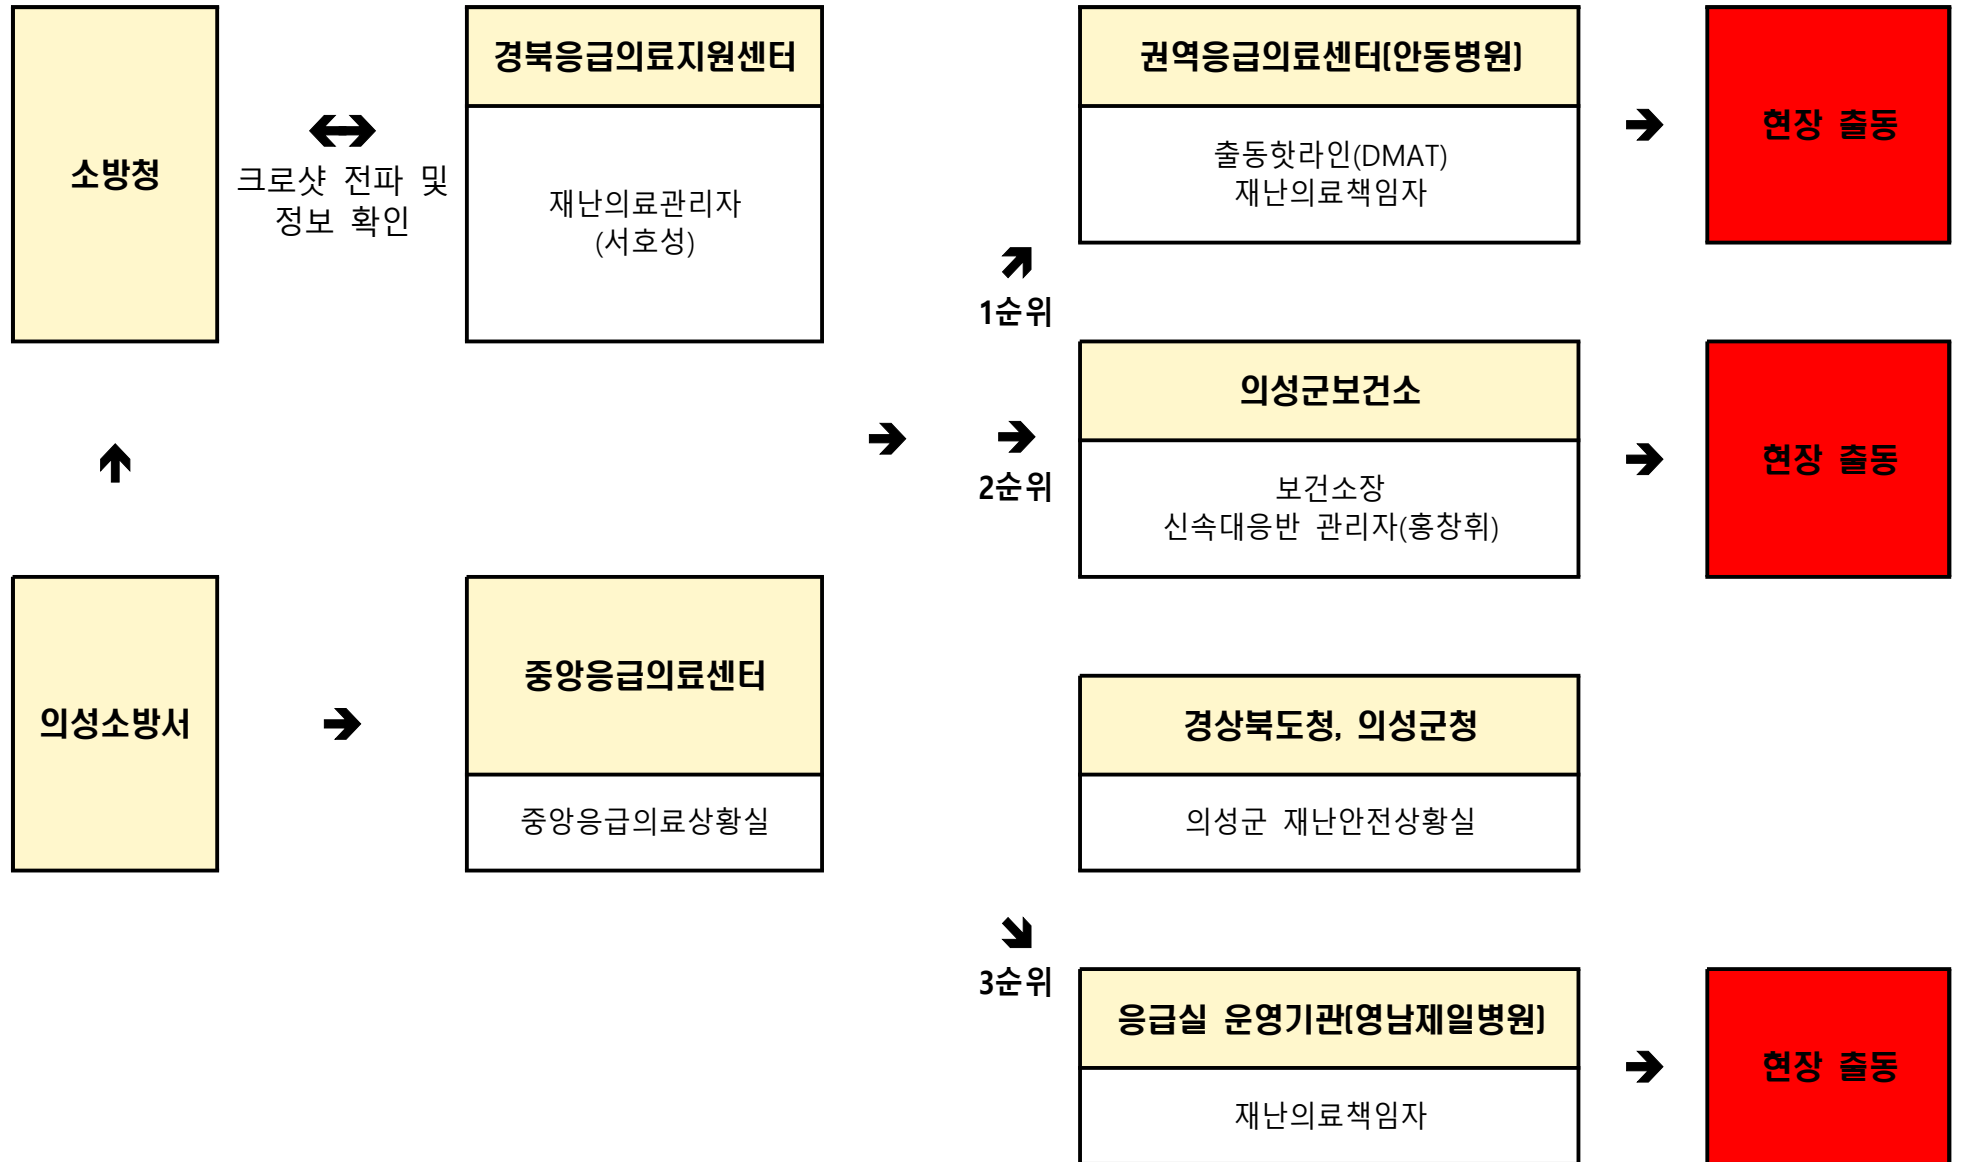 소방청
크로샷 전파 및
정보 확인
경북응급의료지원센터
재난의료관리자
(서호성)
권역응급의료센터(안동병원)
출동핫라인(DMAT)
재난의료책임자
현장 출동
1순위
의성군보건소
보건소장
신속대응반 관리자(홍창휘)
현장 출동
2순위
의성소방서
중앙응급의료센터
중앙응급의료상황실
경상북도청, 의성군청
의성군 재난안전상황실
3순위
응급실 운영기관(영남제일병원)
재난의료책임자
현장 출동